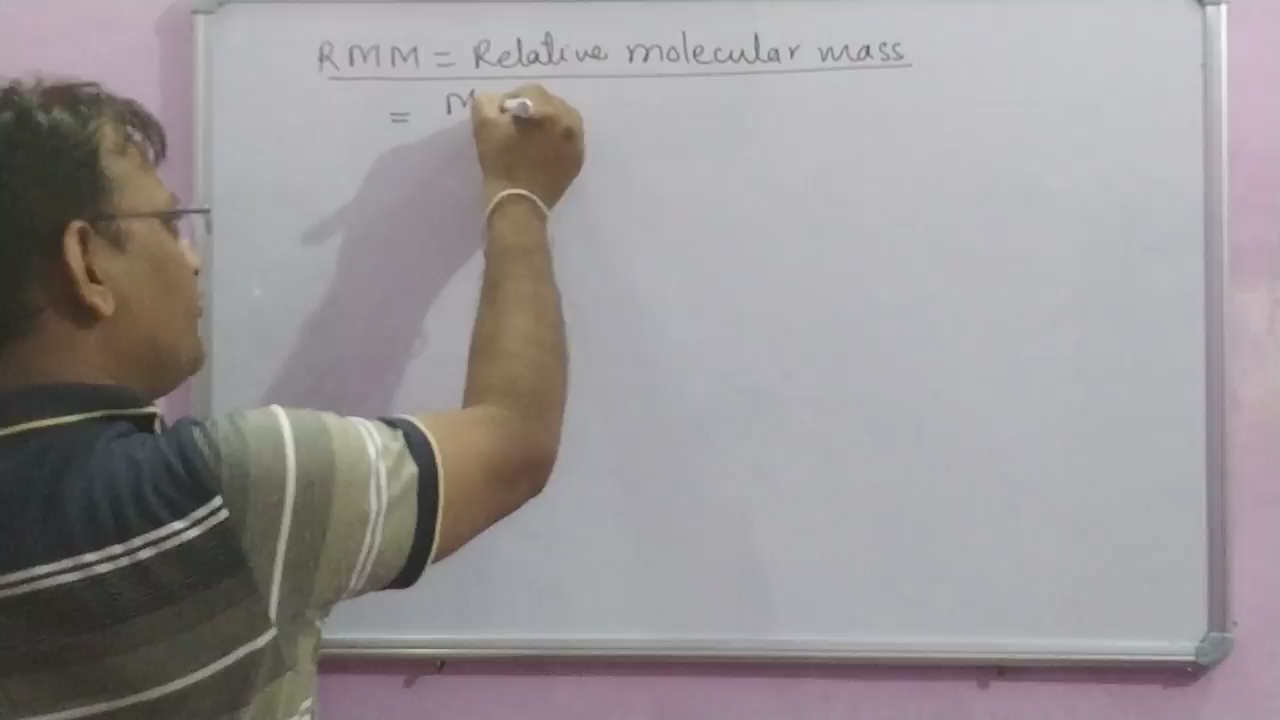 RMM = Relative molecular mass
= M